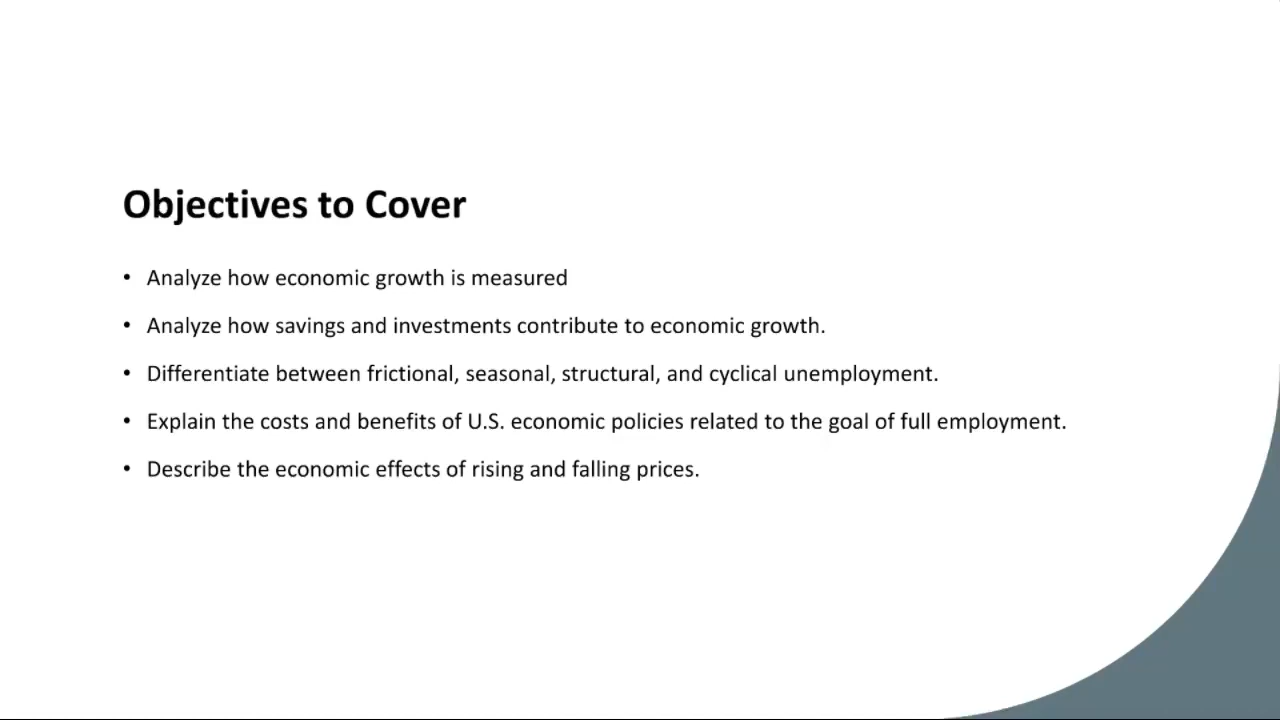 Objectives to Cover
• Analyze how economic growth is measured
• Analyze how savings and investments contribute to economic growth.
• Differentiate between frictional, seasonal, structural, and cyclical unemployment.
• Explain the costs and benefits of U.S. economic policies related to the goal of full employment.
• Describe the economic effects of rising and falling prices.